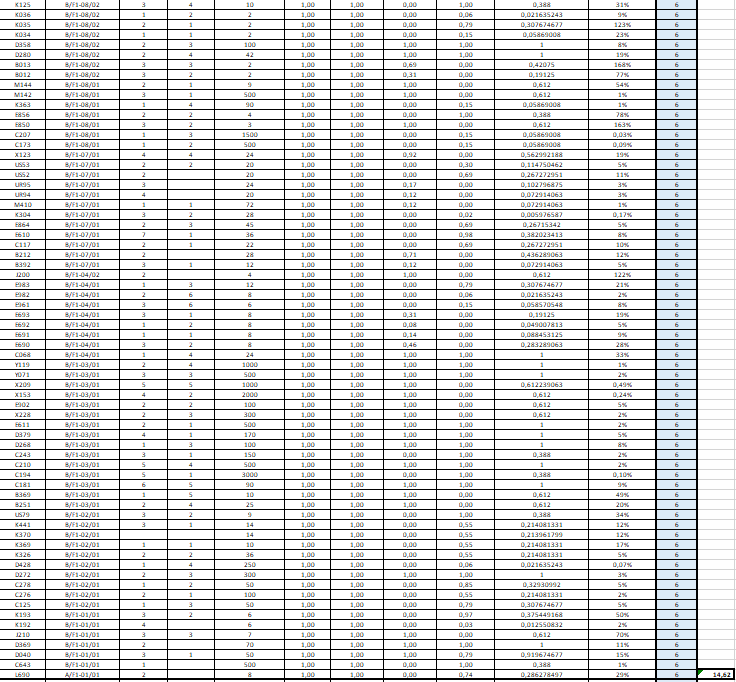 K125 B/F1-08/02 3 4 10 1,00 1,00 0,00 1,00 0,388 31% 6
K036 B/F1-08/02 1 2 2 1,00 1,00 0,00 0,06 0,021635243 9% 6
K035 B/F1-08/02 2 1 2 1,00 1,00 0,00 0,79 0,307674677 123% 6
K034 B/F1-08/02 1 1 2 1,00 1,00 0,00 0,15 0,05869008 23% 6
D358 B/F1-08/02 2 3 100 1,00 1,00 1,00 1,00 1 8% 6
D280 B/F1-08/02 2 4 42 1,00 1,00 1,00 1,00 1 19% 6
B013 B/F1-08/02 3 3 2 1,00 1,00 0,69 0,00 0,42075 168% 6
B012 B/F1-08/02 3 2 2 1,00 1,00 0,31 0,00 0,19125 77% 6
M144 B/F1-08/01 2 1 9 1,00 1,00 1,00 0,00 0,612 54% 6
M142 B/F1-08/01 3 1 500 1,00 1,00 1,00 0,00 0,612 1% 6
K363 B/F1-08/01 1 4 90 1,00 1,00 0,00 0,15 0,05869008 1% 6
E856 B/F1-08/01 2 2 4 1,00 1,00 0,00 1,00 0,388 78% 6
E850 B/F1-08/01 3 2 3 1,00 1,00 1,00 0,00 0,612 163% 6
C207 B/F1-08/01 1 3 1500 1,00 1,00 0,00 0,15 0,05869008 0,03% 6
C173 B/F1-08/01 1 2 500 1,00 1,00 0,00 0,15 0,05869008 0,09% 6
X123 B/F1-07/01 4 4 24 1,00 1,00 0,92 0,00 0,562992188 19% 6
US53 B/F1-07/01 2 2 20 1,00 1,00 0,00 0,30 0,114750462 5% 6
US52 B/F1-07/01 2 20 1,00 1,00 0,00 0,69 0,267272951 11% 6
UR95 B/F1-07/01 3 24 1,00 1,00 0,17 0,00 0,102796875 3% 6
UR94 B/F1-07/01 4 20 1,00 1,00 0,12 0,00 0,072914063 3% 6
M410 B/F1-07/01 1 1 72 1,00 1,00 0,12 0,00 0,072914063 1% 6
K304 B/F1-07/01 3 2 28 1,00 1,00 0,00 0,02 0,005976587 0,17% 6
E864 B/F1-07/01 2 3 45 1,00 1,00 0,00 0,69 0,26715342 5% 6
E610 B/F1-07/01 7 1 36 1,00 1,00 0,00 0,98 0,382023413 8% 6
C117 B/F1-07/01 2 1 22 1,00 1,00 0,00 0,69 0,267272951 10% 6
B212 B/F1-07/01 2 28 1,00 1,00 0,71 0,00 0,436289063 12% 6
B392 B/F1-07/01 3 1 12 1,00 1,00 0,12 0,00 0,072914063 5% 6
J200 B/F1-04/02 2 4 1,00 1,00 1,00 0,00 0,612 122% 6
E983 B/F1-04/01 1 3 12 1,00 1,00 0,00 0,79 0,307674677 21% 6
E982 B/F1-04/01 2 6 8 1,00 1,00 0,00 0,06 0,021635243 2% 6
E961 B/F1-04/01 3 6 6 1,00 1,00 0,00 0,15 0,058570548 8% 6
E693 B/F1-04/01 3 1 8 1,00 1,00 0,31 0,00 0,19125 19% 6
E692 B/F1-04/01 1 2 8 1,00 1,00 0,08 0,00 0,049007813 5% 6
E691 B/F1-04/01 1 1 8 1,00 1,00 0,14 0,00 0,088453125 9% 6
E690 B/F1-04/01 3 2 8 1,00 1,00 0,46 0,00 0,283289063 28% 6
C068 B/F1-04/01 1 4 24 1,00 1,00 1,00 1,00 1 33% 6
Y119 B/F1-03/01 2 4 1000 1,00 1,00 1,00 1,00 1 1% 6
Y071 B/F1-03/01 3 3 500 1,00 1,00 1,00 1,00 1 2% 6
X209 B/F1-03/01 5 5 1000 1,00 1,00 1,00 0,00 0,612239063 0,49% 6
X153 B/F1-03/01 4 2 2000 1,00 1,00 1,00 0,00 0,612 0,24% 6
E902 B/F1-03/01 2 2 100 1,00 1,00 1,00 0,00 0,612 5% 6
X228 B/F1-03/01 2 3 300 1,00 1,00 1,00 0,00 0,612 2% 6
E611 B/F1-03/01 2 1 500 1,00 1,00 1,00 1,00 1 2% 6
D379 B/F1-03/01 4 1 170 1,00 1,00 1,00 1,00 1 5% 6
D268 B/F1-03/01 1 3 100 1,00 1,00 1,00 1,00 1 8% 6
C243 B/F1-03/01 3 1 150 1,00 1,00 0,00 1,00 0,388 2% 6
C210 B/F1-03/01 5 4 500 1,00 1,00 1,00 1,00 1 2% 6
C194 B/F1-03/01 5 1 3000 1,00 1,00 0,00 1,00 0,388 0,10% 6
C181 B/F1-03/01 6 5 90 1,00 1,00 1,00 1,00 1 9% 6
B369 B/F1-03/01 1 5 10 1,00 1,00 1,00 0,00 0,612 49% 6
B251 B/F1-03/01 2 4 25 1,00 1,00 1,00 0,00 0,612 20% 6
US79 B/F1-02/01 3 2 9 1,00 1,00 0,00 1,00 0,388 34% 6
K441 B/F1-02/01 3 1 14 1,00 1,00 0,00 0,55 0,214081331 12% 6
K370 B/F1-02/01 14 1,00 1,00 0,00 0,55 0,213961799 12% 6
K369 B/F1-02/01 1 1 10 1,00 1,00 0,00 0,55 0,214081331 17% 6
K326 B/F1-02/01 2 2 36 1,00 1,00 0,00 0,55 0,214081331 5% 6
D428 B/F1-02/01 1 4 250 1,00 1,00 0,00 0,06 0,021635243 0,07% 6
D272 B/F1-02/01 2 3 300 1,00 1,00 1,00 1,00 1 3% 6
C278 B/F1-02/01 1 2 50 1,00 1,00 0,00 0,85 0,32930992 5% 6
C276 B/F1-02/01 2 1 100 1,00 1,00 0,00 0,55 0,214081331 2% 6
C125 B/F1-02/01 1 3 50 1,00 1,00 0,00 0,79 0,307674677 5% 6
K193 B/F1-01/01 3 2 6 1,00 1,00 0,00 0,97 0,375449168 50% 6
K192 B/F1-01/01 4 6 1,00 1,00 0,00 0,03 0,012550832 2% 6
J210 B/F1-01/01 3 3 7 1,00 1,00 1,00 0,00 0,612 70% 6
D369 B/F1-01/01 2 70 1,00 1,00 1,00 1,00 1 11% 6
D040 B/F1-01/01 3 1 50 1,00 1,00 1,00 0,79 0,919674677 15% 6
C643 B/F1-01/01 1 500 1,00 1,00 0,00 1,00 0,388 1% 6
L690 A/F1-01/01 2 8 1,00 1,00 0,00 0,74 0,286278497 29% 6 14,62